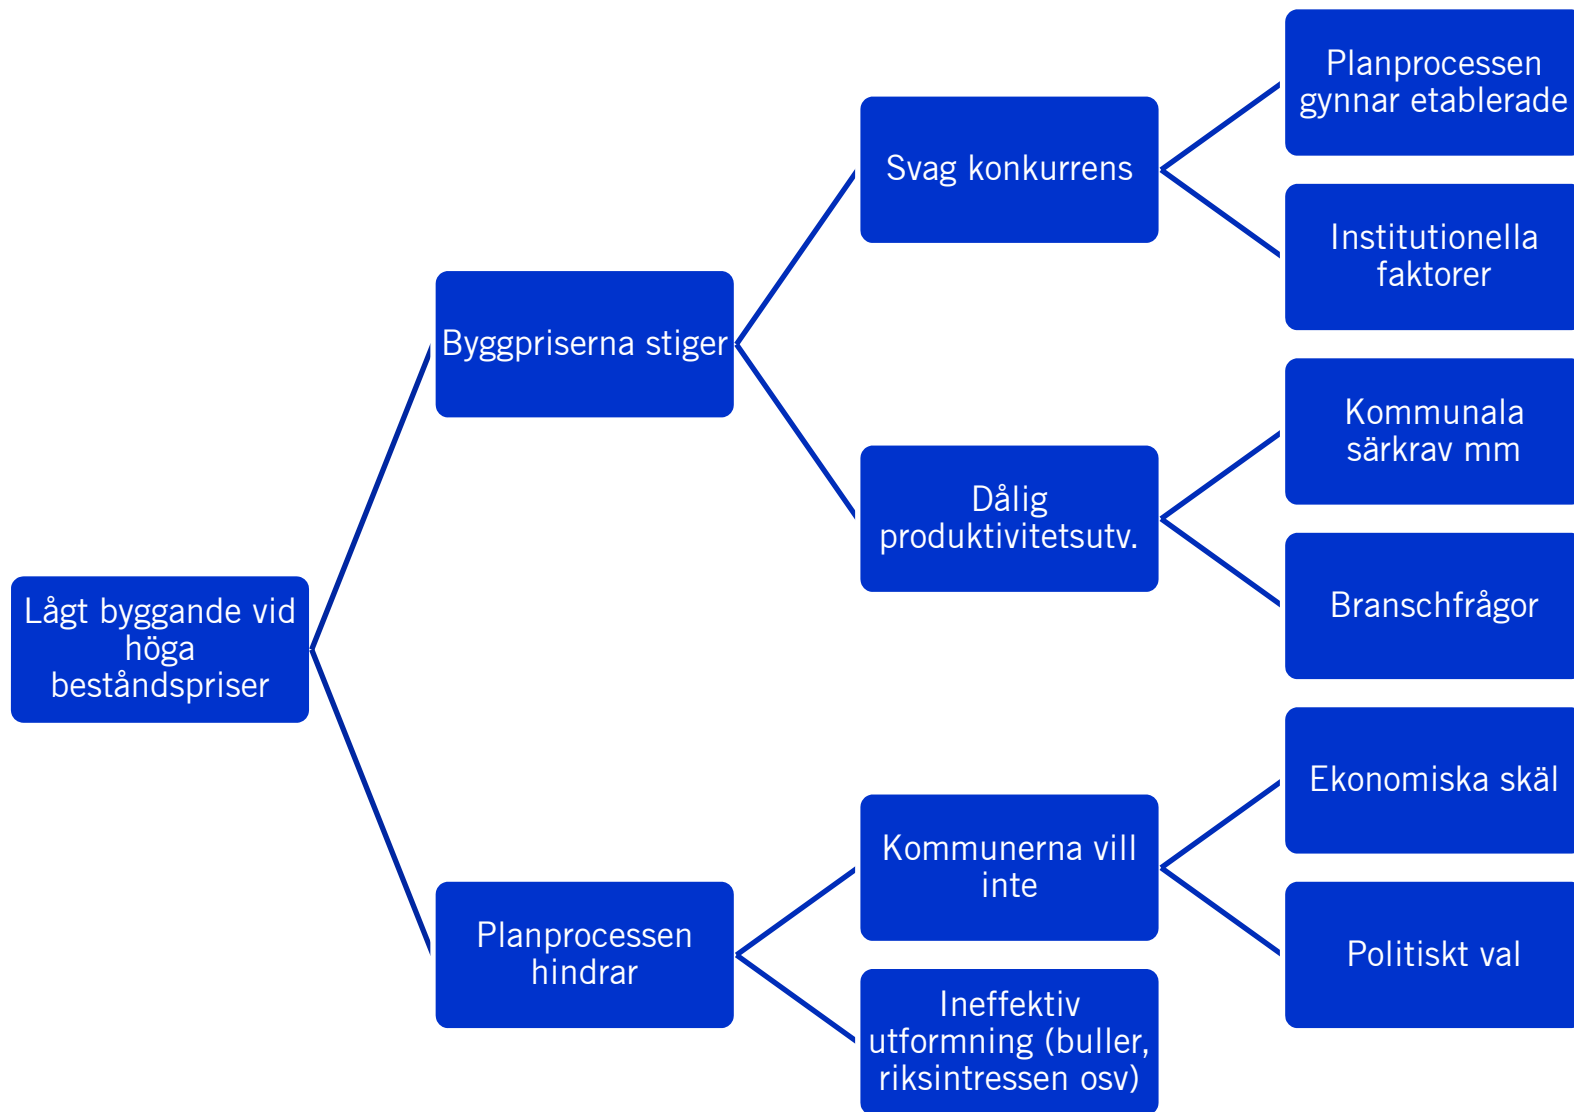 Lågt byggande vid
höga
beståndspriser
Byggpriserna stiger
Planprocessen
hindrar
Svag konkurrens
Dålig
produktivitetsutv.
Kommunerna vill
inte
Ineffektiv
utformning (buller,
riksintressen osv)
Planprocessen
gynnar etablerade
Institutionella
faktorer
Kommunala
särkrav mm
Branschfrågor
Ekonomiska skäl
Politiskt val